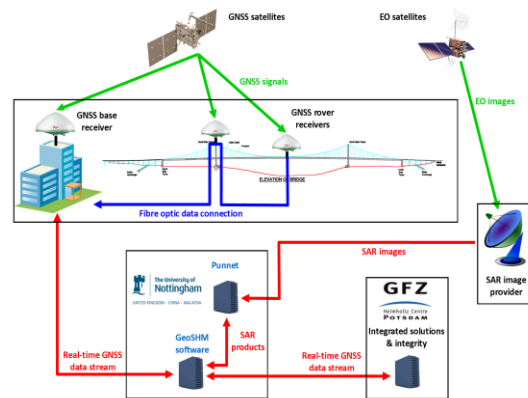 GNSS satellites
EO satellites
GNSS signals
EO images
GNSS base
receiver
GNSS rover
receivers
ELEVATION OF BRIDGE
Fibre optic data connection
SAR images
SAR image
provider
The University of
Nottingham
UNITED KINGDOM · CHINA · MALAYSIA
Punnet
GFZ
Helmholtz Centre
POTSDAM
Integrated solutions
& integrity
GeoSHM
software
SAR
products
Real-time GNSS
data stream
Real-time GNSS
data stream